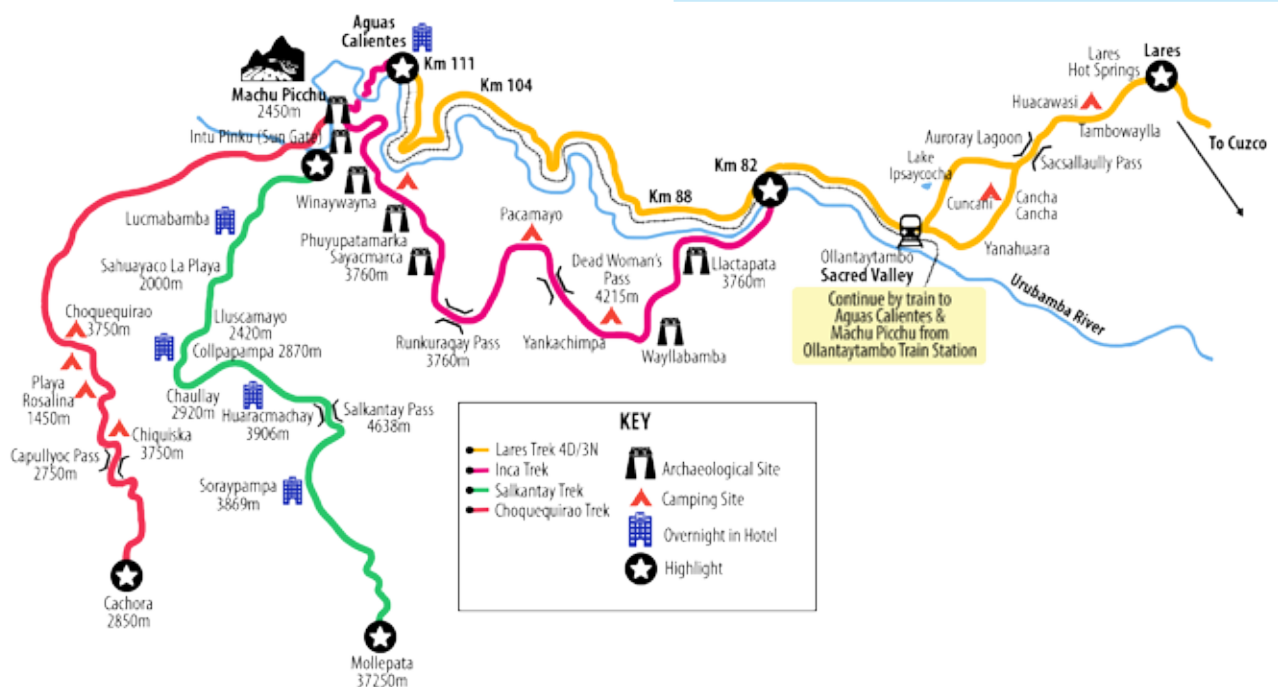 Aguas
Calientes
Km 111
Km 104
Machu Picchu
2450m
Intu Pinku (Sun Gate)
Winaywayna
Lucmabamba
Phuyupatamarka
Sayacmarca
3760m
Sahuayaco La Playa
2000m
Choquequirao
3750m
Lluscamayo
2420m
Collpapampa 2870m
Playa
Rosalina
1450m
Chaullay
2920m
Huaracmachay
3906m
Salkantay Pass
4638m
Chiquiska
3750m
Capullyoc Pass
2750m
Soraypampa
3869m
Cachora
2850m
Mollepata
37250m
Runkuragay Pass
3760m
Pacamayo
Yankachimpa
Dead Woman's
Pass
4215m
Wayllabamba
Llactapata
3760m
Km 88
Km 82
Ollantaytambo
Sacred Valley
Continue by train to
Aguas Calientes &
Machu Picchu from
Ollantaytambo Train Station
Urubamba River
Lake
Ipsaycocha
Cuncani
Cancha
Cancha
Yanahuara
Auroray Lagoon
Sacsallaully Pass
Huacawasi
Tambowaylla
Lares
Hot Springs
Lares
To Cuzco
KEY
Lares Trek 4D/3N
Inca Trek
Salkantay Trek
Choquequirao Trek
Archaeological Site
Camping Site
Overnight in Hotel
Highlight